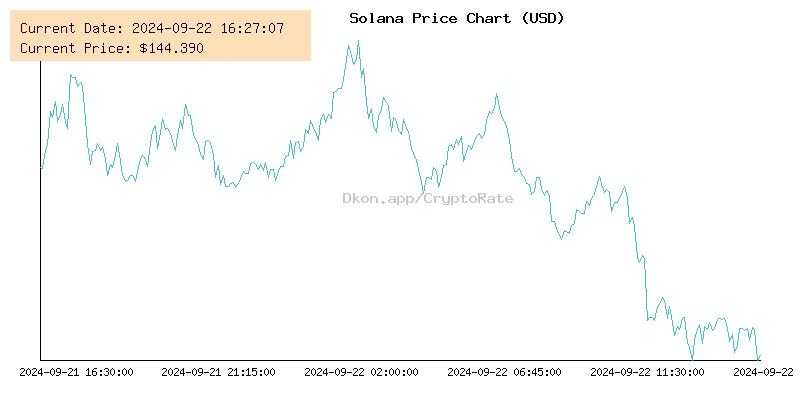 Solana Price Chart (USD)
Current Date: 2024-09-22 16:27:07
Current Price: $144.390
Dkon.app/CryptoRate
2024-09-21 16:30:00 2024-09-21 21:15:00 2024-09-22 02:00:00 2024-09-22 06:45:00 2024-09-22 11:30:00 2024-09-22